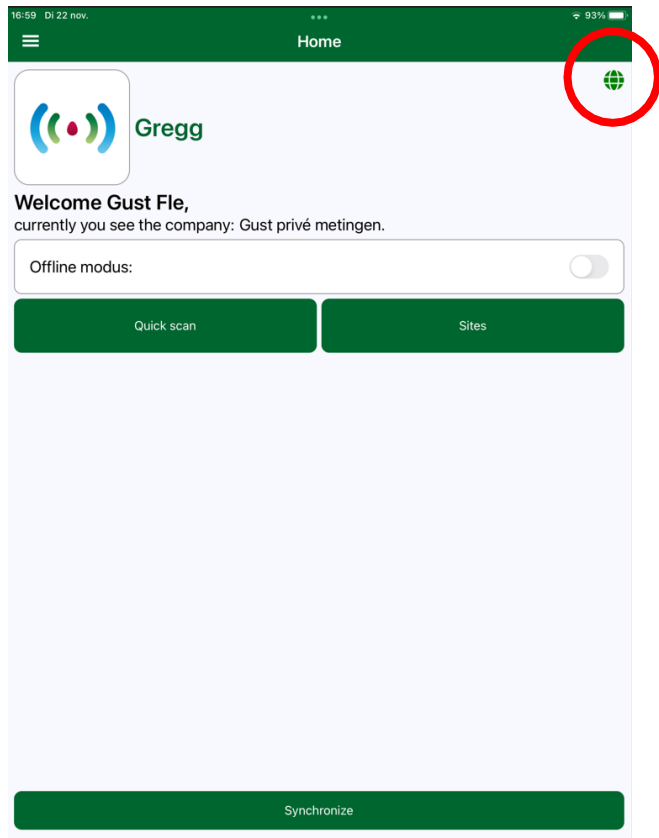 16:59 Di 22 nov.
93%
Home
Gregg
Welcome Gust Fle,
currently you see the company: Gust privé metingen.
Offline modus:
Quick scan
Sites
Synchronize